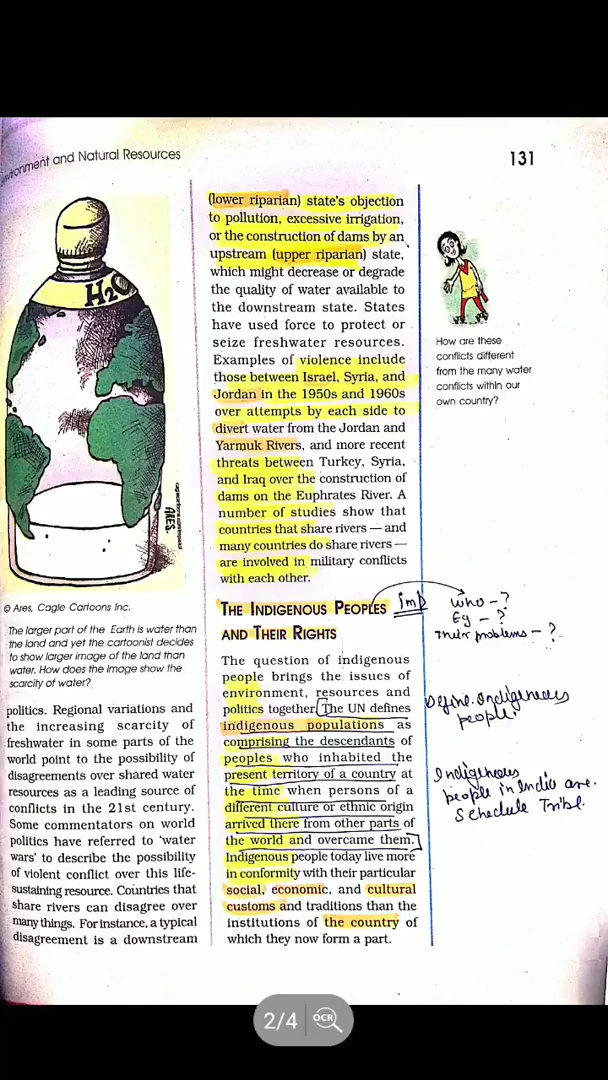 Environment and Natural Resources
131
H₂O
cagecartoons.com/espanol
ARES
© Ares, Cagle Cartoons Inc.
The larger part of the Earth is water than
the land and yet the cartoonist decides
to show larger image of the land than
water. How does the image show the
scarcity of water?
politics. Regional variations and
the increasing scarcity of
freshwater in some parts of the
world point to the possibility of
disagreements over shared water
resources as a leading source of
conflicts in the 21st century.
Some commentators on world
politics have referred to ‘water
wars’ to describe the possibility
of violent conflict over this life-
sustaining resource. Countries that
share rivers can disagree over
many things. For instance, a typical
disagreement is a downstream
(lower riparian) state’s objection
to pollution, excessive irrigation,
or the construction of dams by an
upstream (upper riparian) state,
which might decrease or degrade
the quality of water available to
the downstream state. States
have used force to protect or
seize freshwater resources.
Examples of violence include
those between Israel, Syria, and
Jordan in the 1950s and 1960s
over attempts by each side to
divert water from the Jordan and
Yarmuk Rivers, and more recent
threats between Turkey, Syria,
and Iraq over the construction of
dams on the Euphrates River. A
number of studies show that
countries that share rivers — and
many countries do share rivers —
are involved in military conflicts
with each other.
THE INDIGENOUS PEOPLES
AND THEIR RIGHTS
The question of indigenous
people brings the issues of
environment, resources and
politics together. The UN defines
indigenous populations as
comprising the descendants of
peoples who inhabited the
present territory of a country at
the time when persons of a
different culture or ethnic origin
arrived there from other parts of
the world and overcame them.
Indigenous people today live more
in conformity with their particular
social, economic, and cultural
customs and traditions than the
institutions of the country of
which they now form a part.
How are these
conflicts different
from the many water
conflicts within our
own country?
imp
Who - ?
Eg - ?
Their problems - ?
Define Indigeneous
people.
Indigeneous
people in India are.
Schedule Tribe.
2/4
OCR